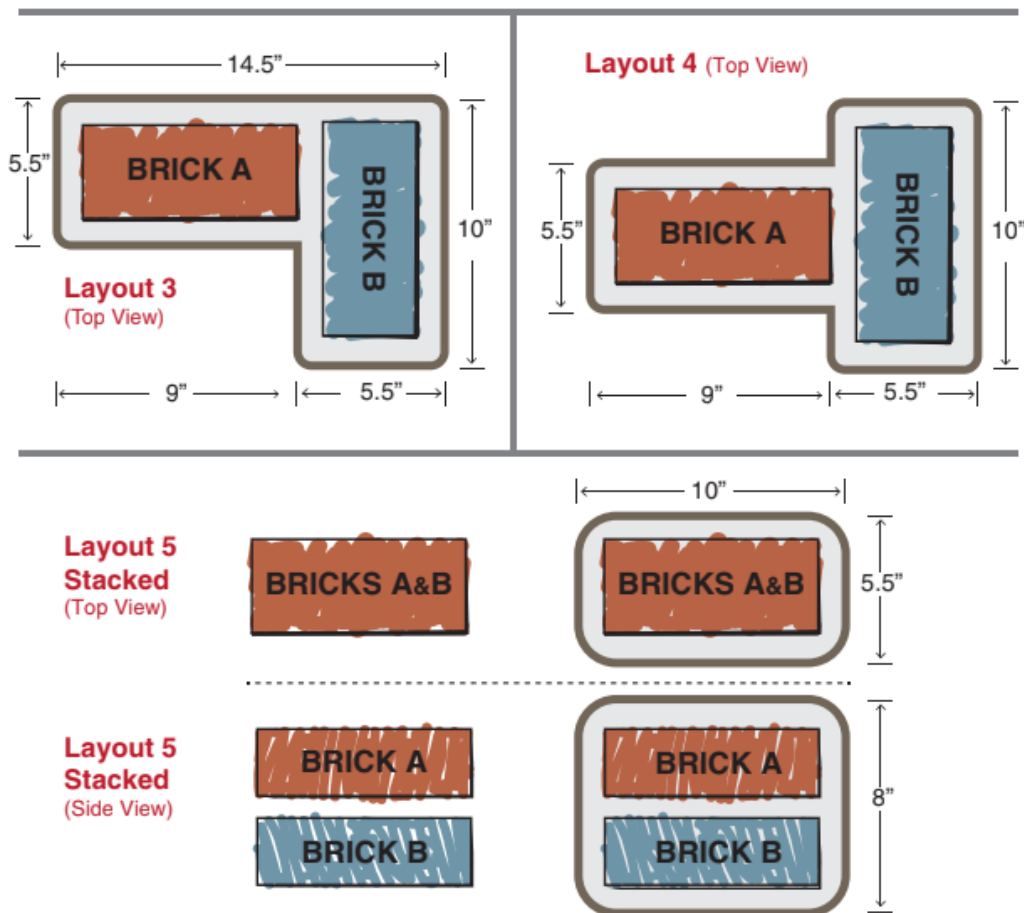 14.5”
5.5”
BRICK A
BRICK B
10”
Layout 3
(Top View)
9”
5.5”
Layout 4 (Top View)
5.5”
BRICK A
BRICK B
10”
9”
5.5”
10”
Layout 5
Stacked
(Top View)
BRICKS A&B
BRICKS A&B
5.5”
Layout 5
Stacked
(Side View)
BRICK A
BRICK B
BRICK A
BRICK B
8”